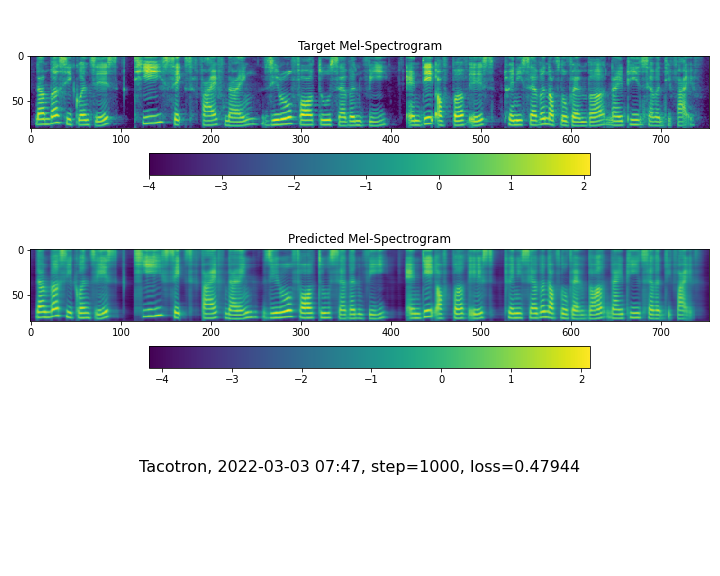 Target Mel-Spectrogram
0
50
0 100 200 300 400 500 600 700
−4 −3 −2 −1 0 1 2
Predicted Mel-Spectrogram
0
50
0 100 200 300 400 500 600 700
−4 −3 −2 −1 0 1 2
Tacotron, 2022-03-03 07:47, step=1000, loss=0.47944